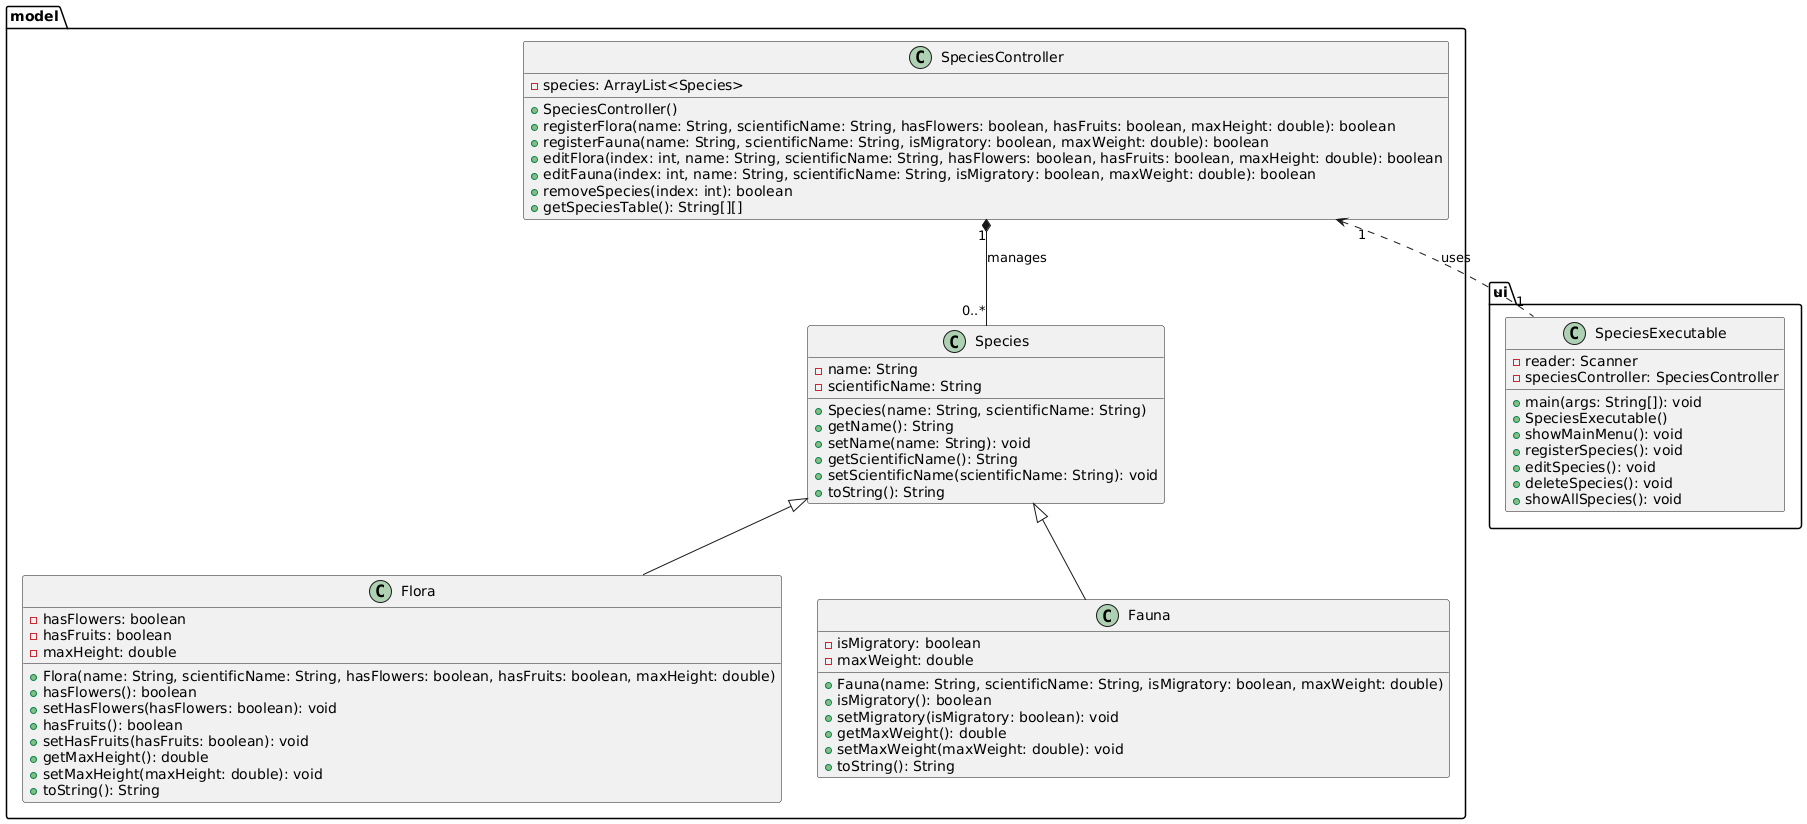 model
SpeciesController
species: ArrayList<Species>
SpeciesController()
registerFlora(name: String, scientificName: String, hasFlowers: boolean, hasFruits: boolean, maxHeight: double): boolean
registerFauna(name: String, scientificName: String, isMigratory: boolean, maxWeight: double): boolean
editFlora(index: int, name: String, scientificName: String, hasFlowers: boolean, hasFruits: boolean, maxHeight: double): boolean
editFauna(index: int, name: String, scientificName: String, isMigratory: boolean, maxWeight: double): boolean
removeSpecies(index: int): boolean
getSpeciesTable(): String[][]
1
manages
0..*
1
uses
1
ui
SpeciesExecutable
reader: Scanner
speciesController: SpeciesController
main(args: String[]): void
SpeciesExecutable()
showMainMenu(): void
registerSpecies(): void
editSpecies(): void
deleteSpecies(): void
showAllSpecies(): void
Species
name: String
scientificName: String
Species(name: String, scientificName: String)
getName(): String
setName(name: String): void
getScientificName(): String
setScientificName(scientificName: String): void
toString(): String
Flora
hasFlowers: boolean
hasFruits: boolean
maxHeight: double
Flora(name: String, scientificName: String, hasFlowers: boolean, hasFruits: boolean, maxHeight: double)
hasFlowers(): boolean
setHasFlowers(hasFlowers: boolean): void
hasFruits(): boolean
setHasFruits(hasFruits: boolean): void
getMaxHeight(): double
setMaxHeight(maxHeight: double): void
toString(): String
Fauna
isMigratory: boolean
maxWeight: double
Fauna(name: String, scientificName: String, isMigratory: boolean, maxWeight: double)
isMigratory(): boolean
setMigratory(isMigratory: boolean): void
getMaxWeight(): double
setMaxWeight(maxWeight: double): void
toString(): String